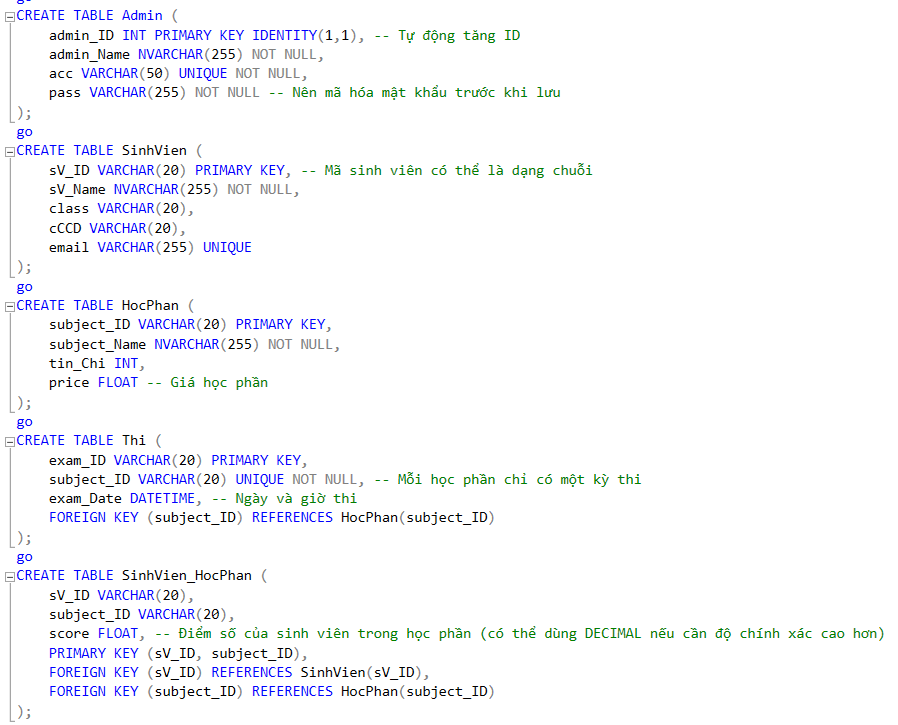 go
CREATE TABLE Admin (
admin_ID INT PRIMARY KEY IDENTITY(1,1), -- Tự động tăng ID
admin_Name NVARCHAR(255) NOT NULL,
acc VARCHAR(50) UNIQUE NOT NULL,
pass VARCHAR(255) NOT NULL -- Nên mã hóa mật khẩu trước khi lưu
);
go
CREATE TABLE SinhVien (
sV_ID VARCHAR(20) PRIMARY KEY, -- Mã sinh viên có thể là dạng chuỗi
sV_Name NVARCHAR(255) NOT NULL,
class VARCHAR(20),
cCCD VARCHAR(20),
email VARCHAR(255) UNIQUE
);
go
CREATE TABLE HocPhan (
subject_ID VARCHAR(20) PRIMARY KEY,
subject_Name NVARCHAR(255) NOT NULL,
tin_Chi INT,
price FLOAT -- Giá học phần
);
go
CREATE TABLE Thi (
exam_ID VARCHAR(20) PRIMARY KEY,
subject_ID VARCHAR(20) UNIQUE NOT NULL, -- Mỗi học phần chỉ có một kỳ thi
exam_Date DATETIME, -- Ngày và giờ thi
FOREIGN KEY (subject_ID) REFERENCES HocPhan(subject_ID)
);
go
CREATE TABLE SinhVien_HocPhan (
sV_ID VARCHAR(20),
subject_ID VARCHAR(20),
score FLOAT, -- Điểm số của sinh viên trong học phần (có thể dùng DECIMAL nếu cần độ chính xác cao hơn)
PRIMARY KEY (sV_ID, subject_ID),
FOREIGN KEY (sV_ID) REFERENCES SinhVien(sV_ID),
FOREIGN KEY (subject_ID) REFERENCES HocPhan(subject_ID)
);